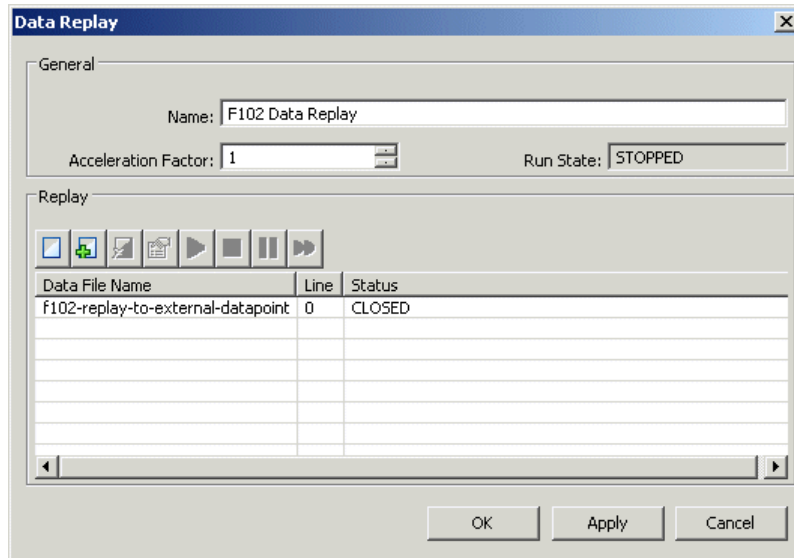 Data Replay
General
Name: F102 Data Replay
Acceleration Factor: 1 Run State: STOPPED
Replay
Data File Name Line Status
f102-replay-to-external-datapoint 0 CLOSED
OK Apply Cancel